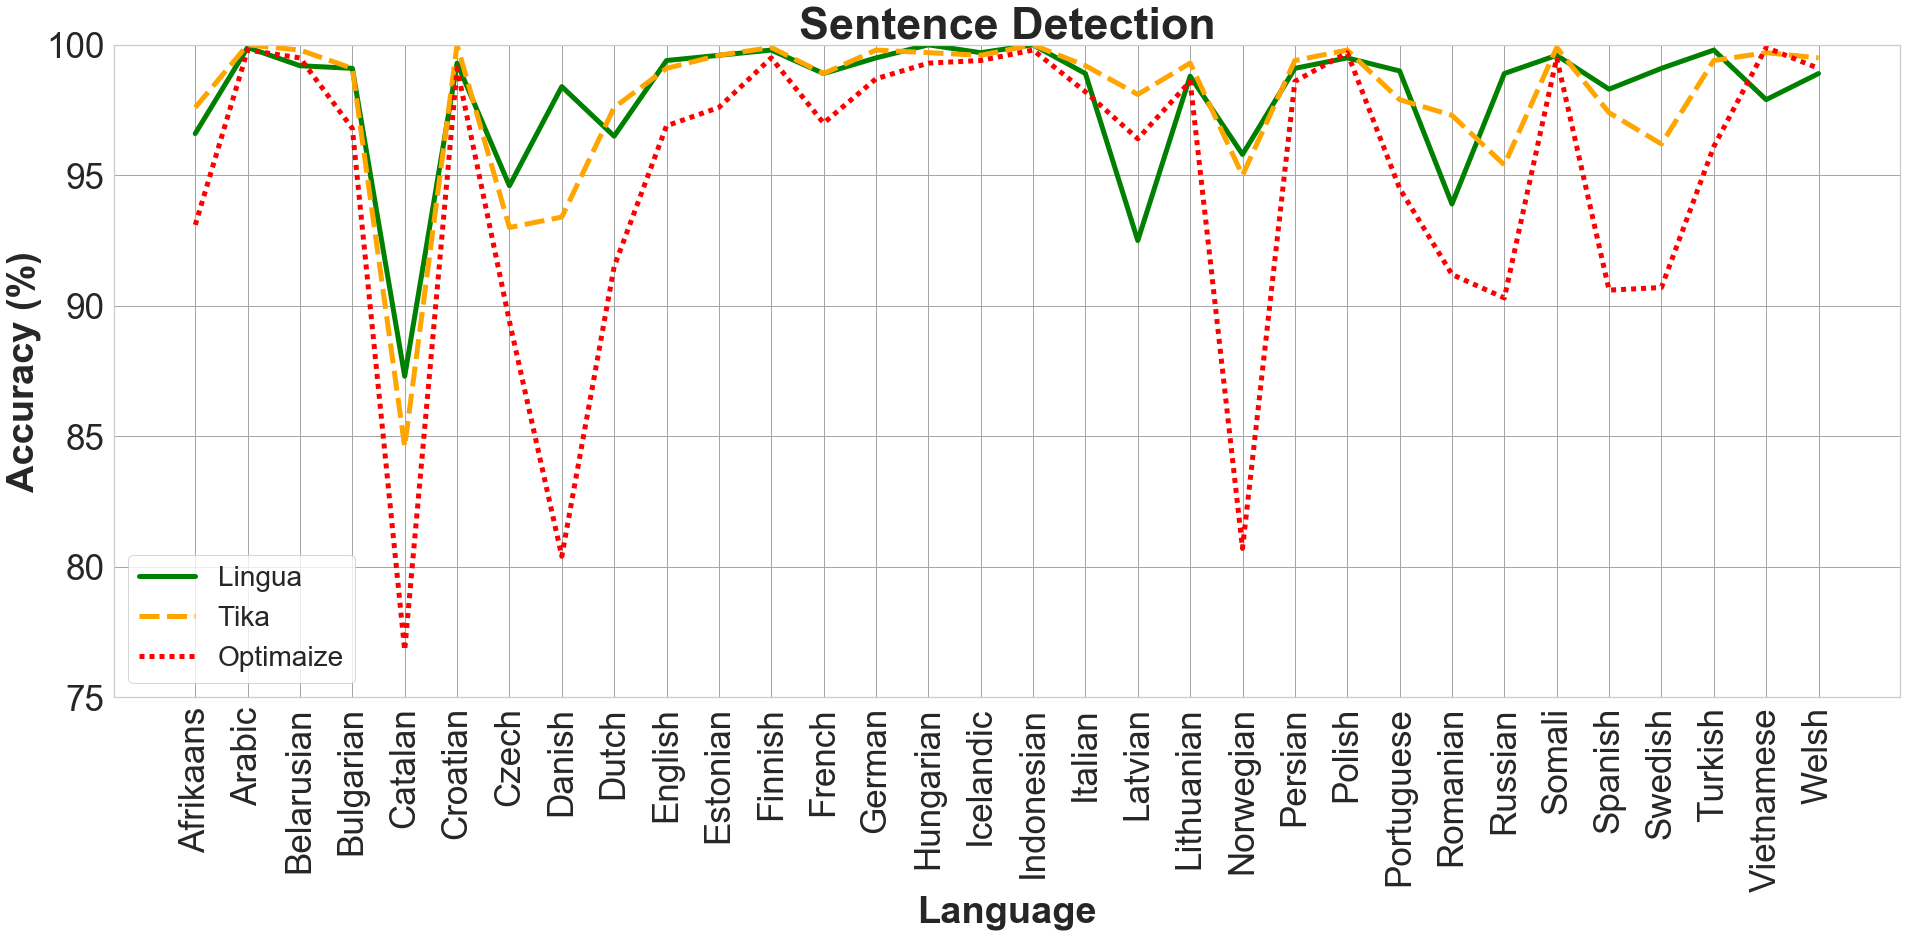 Sentence Detection
100
95
90
85
80
75
Accuracy (%)
Lingua
Tika
Optimaize
Afrikaans
Arabic
Belarusian
Bulgarian
Catalan
Croatian
Czech
Danish
Dutch
English
Estonian
Finnish
French
German
Hungarian
Icelandic
Indonesian
Italian
Latvian
Lithuanian
Norwegian
Persian
Polish
Portuguese
Romanian
Russian
Somali
Spanish
Swedish
Turkish
Vietnamese
Welsh
Language